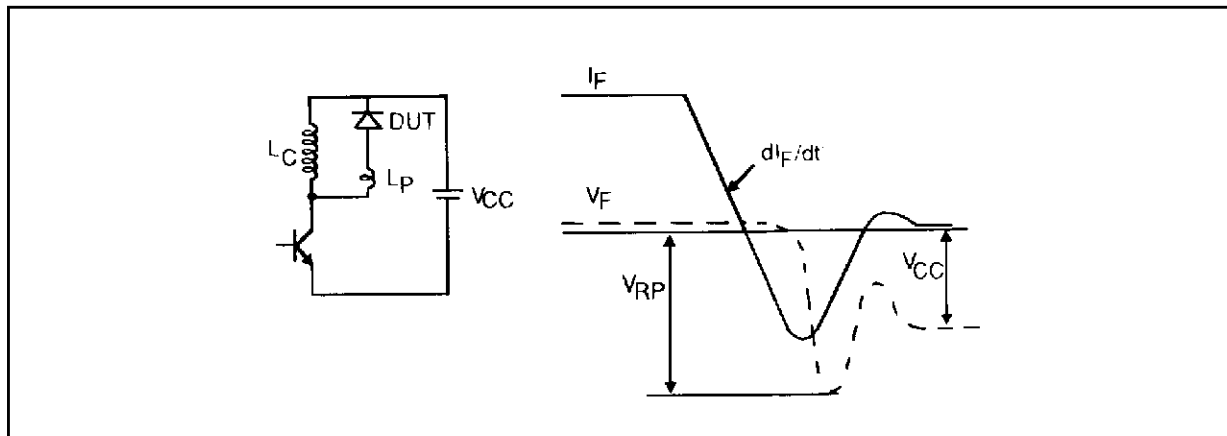 DUT
LC
LP
VCC
IF
dIF/dt
VF
VRP
VCC